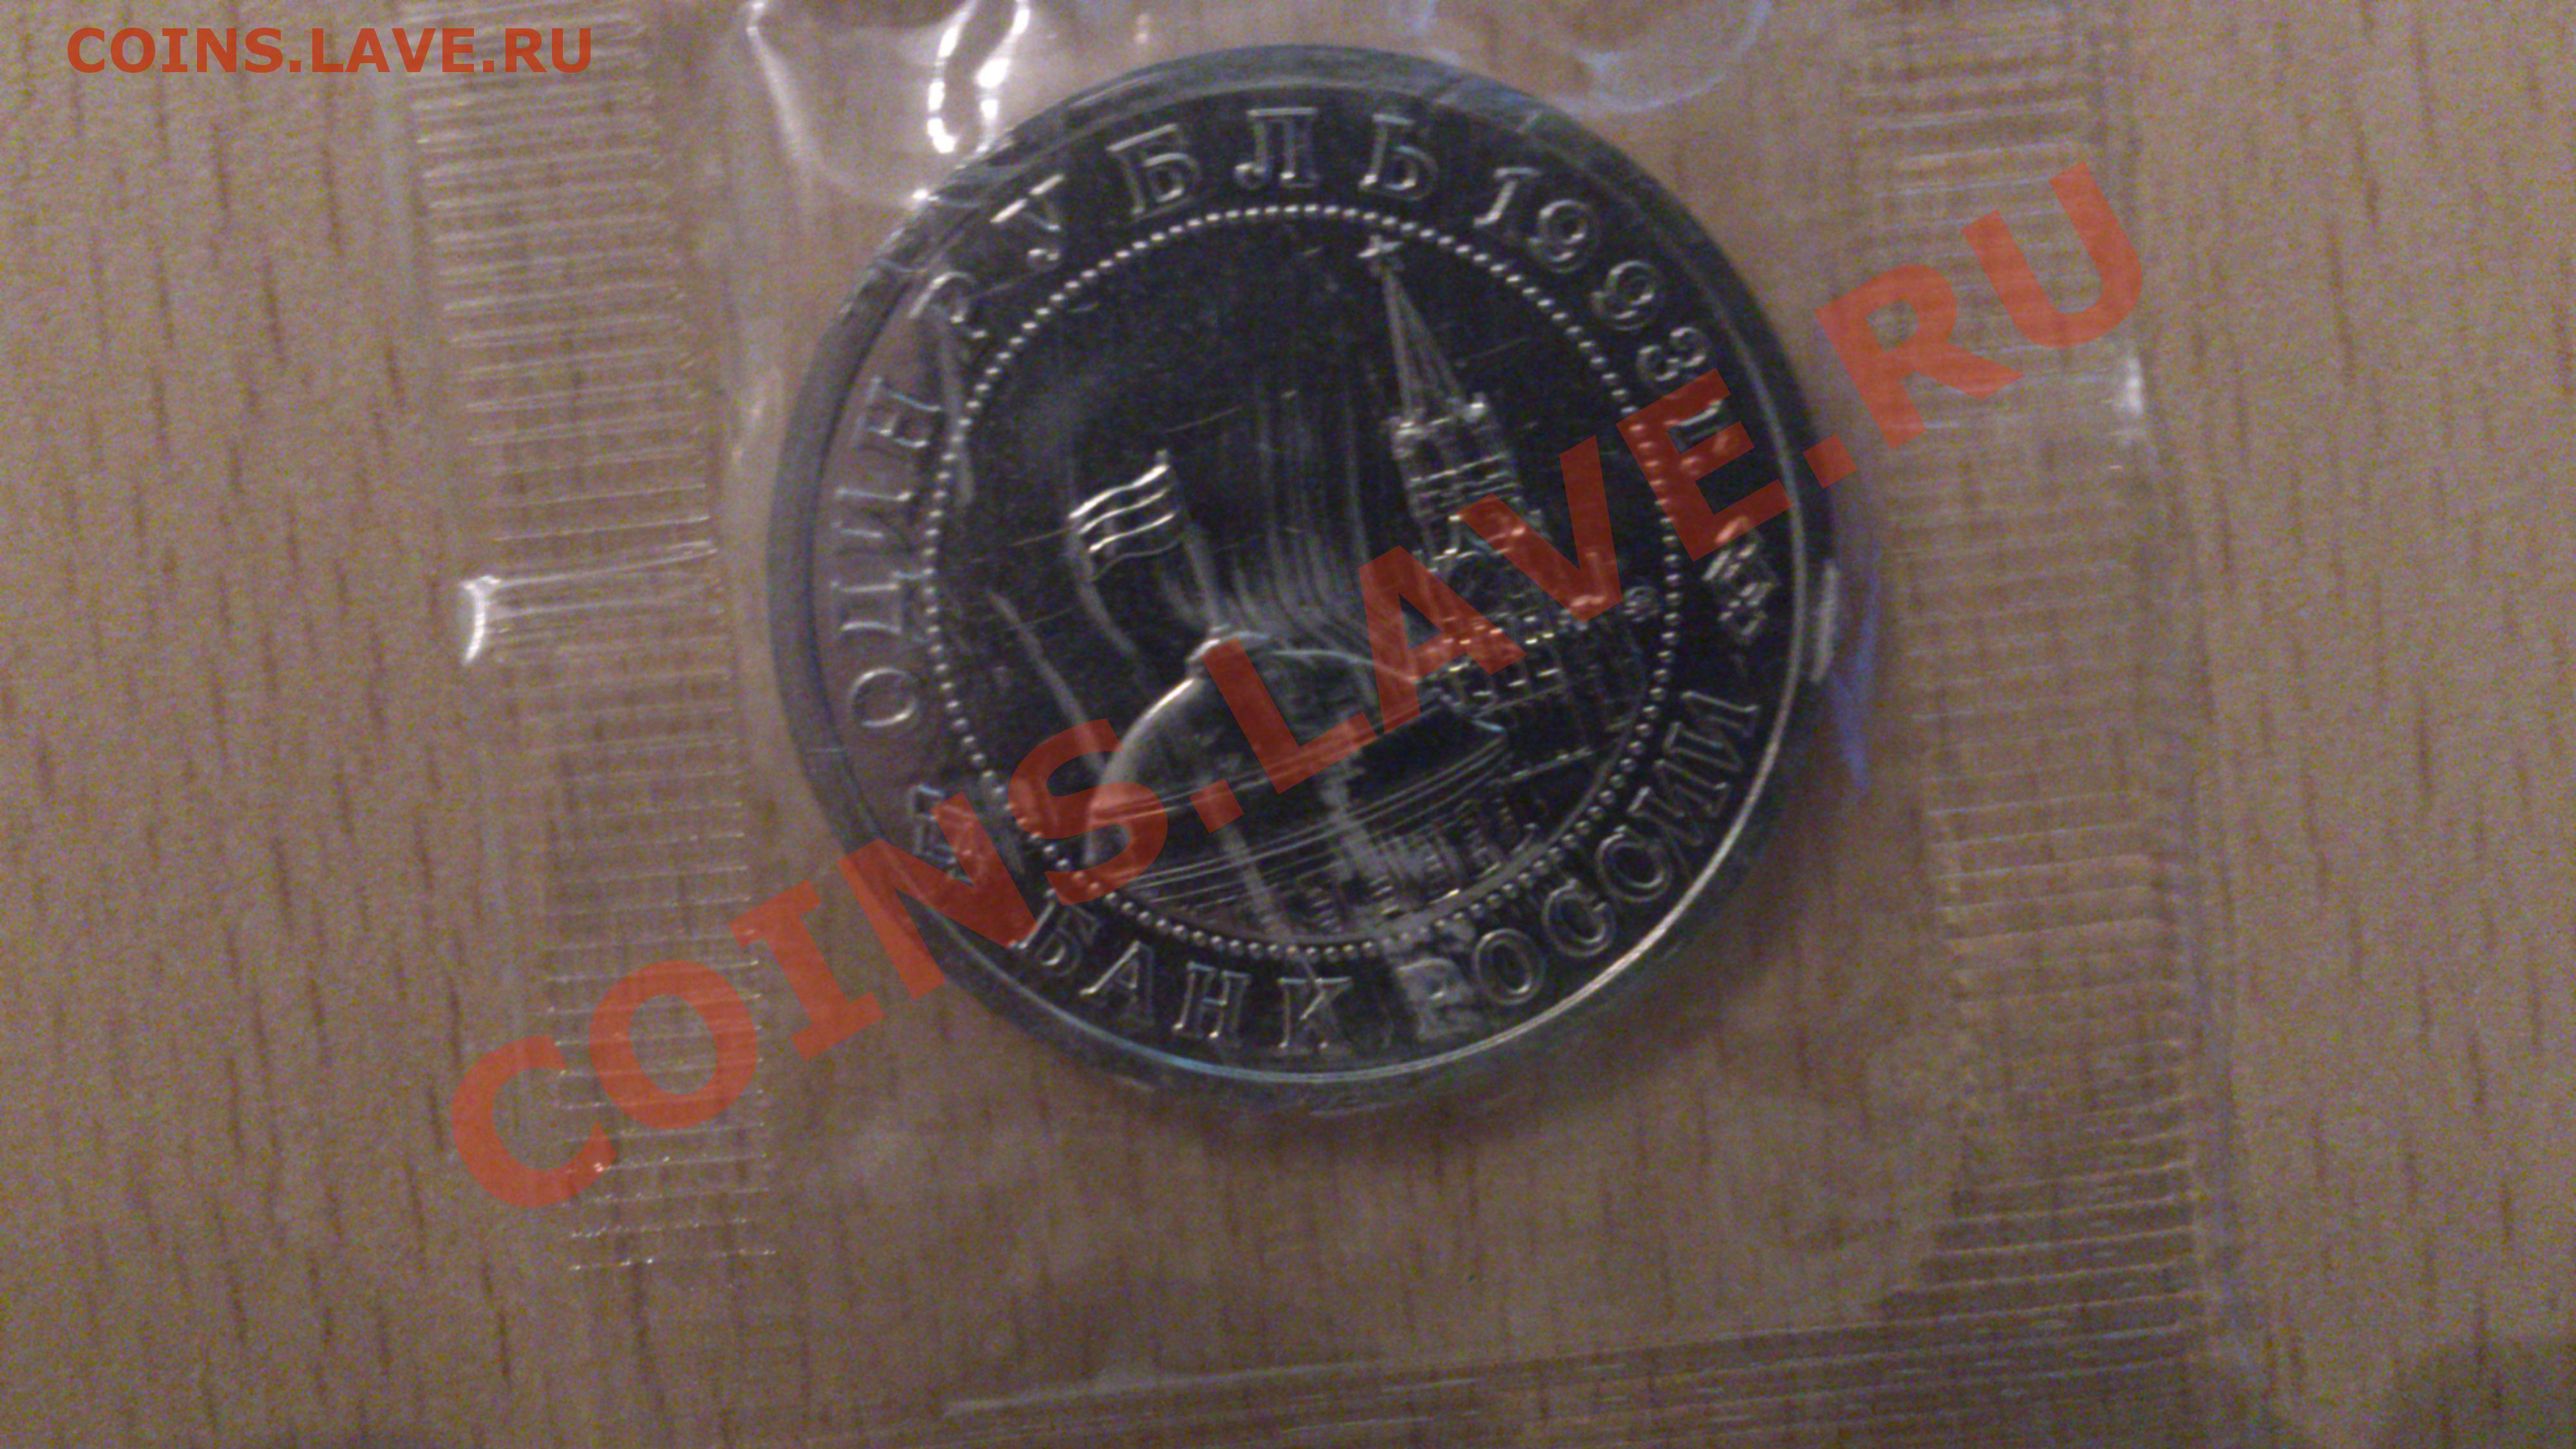 COINS.LAVE.RU
ОДИН РУБЛЬ 1993 г.
БАНК РОССИИ
COINS.LAVE.RU